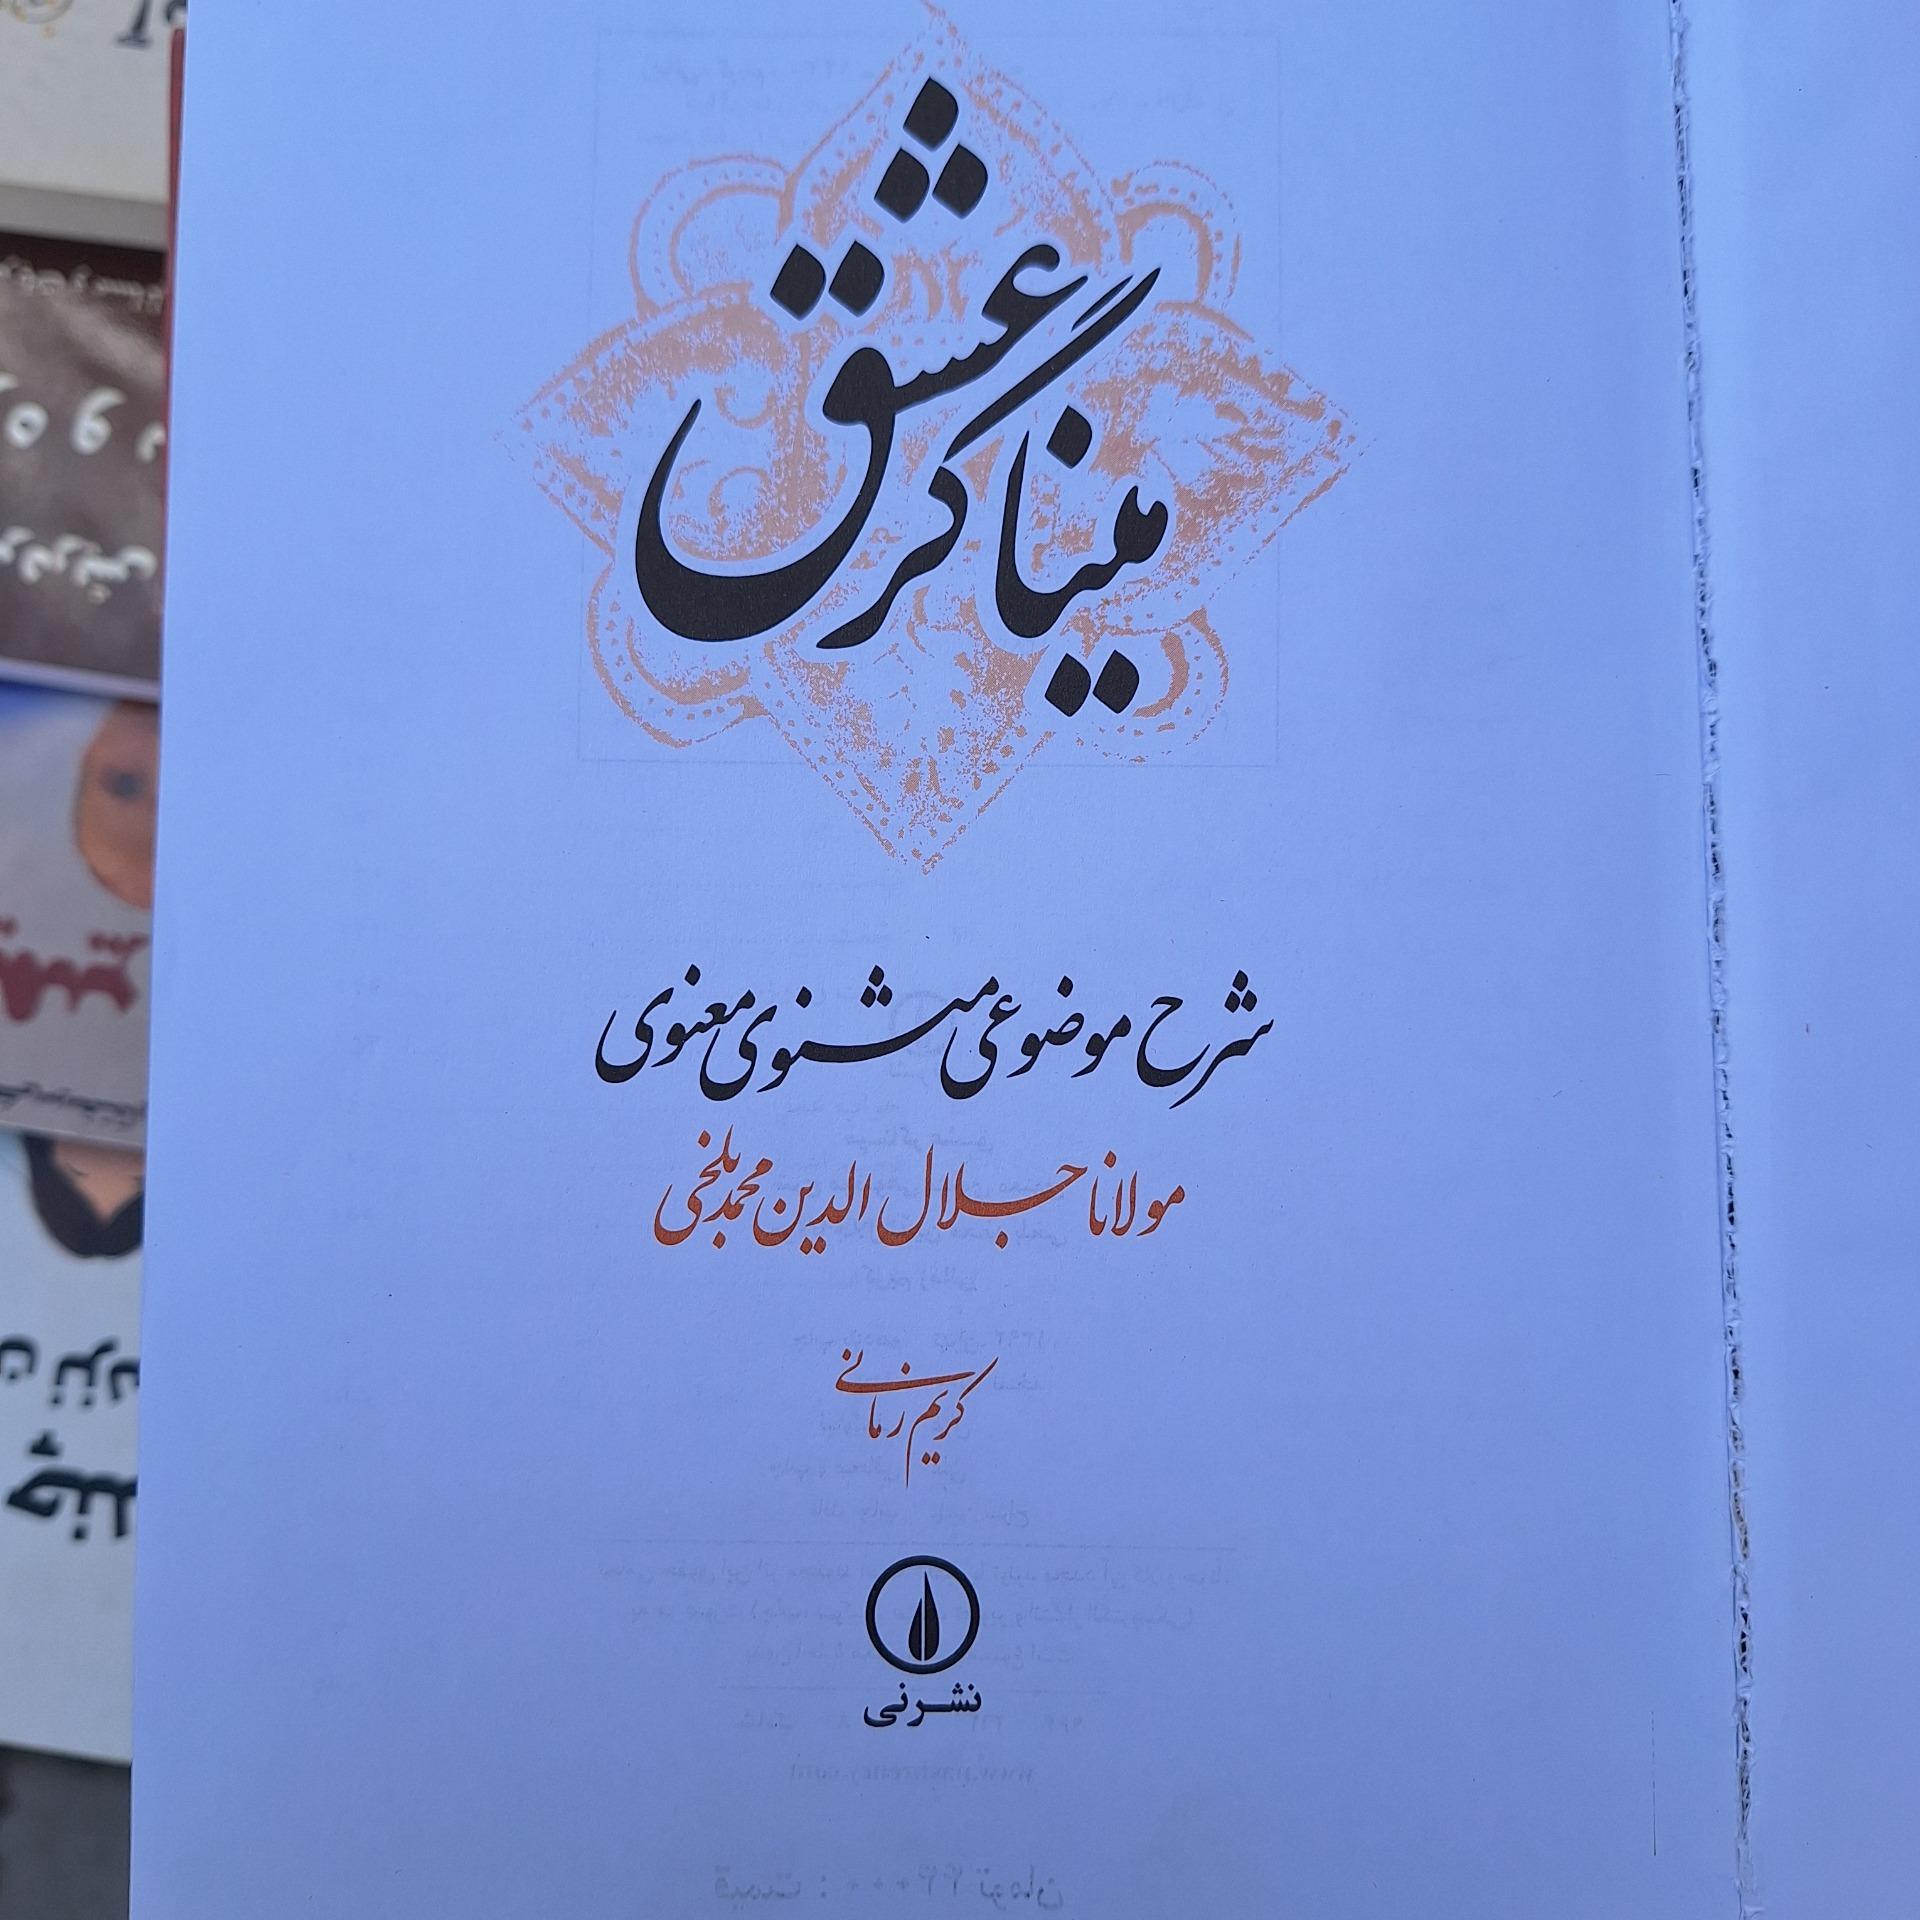 میناگر عشق
شرح موضوعی مثنوی معنوی
مولانا جلال الدین محمد بلخی
کریم زمانی
نشر نی